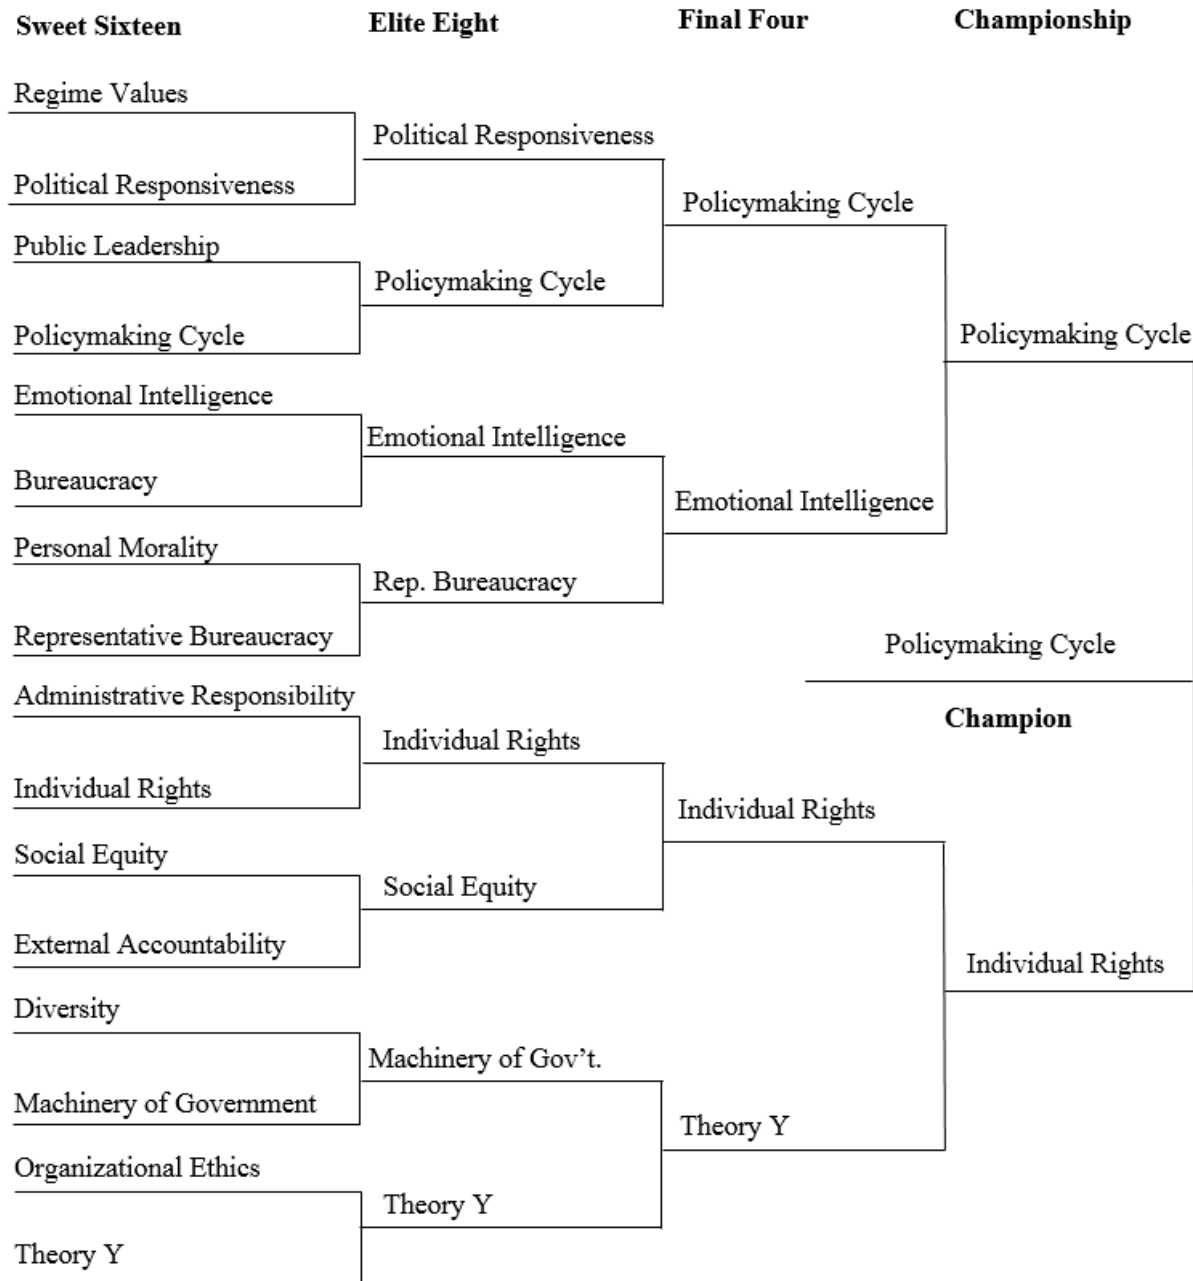 Sweet Sixteen
Elite Eight
Final Four
Championship
Regime Values
Political Responsiveness
Public Leadership
Policymaking Cycle
Emotional Intelligence
Bureaucracy
Personal Morality
Representative Bureaucracy
Administrative Responsibility
Individual Rights
Social Equity
External Accountability
Diversity
Machinery of Government
Organizational Ethics
Theory Y
Political Responsiveness
Policymaking Cycle
Emotional Intelligence
Rep. Bureaucracy
Individual Rights
Social Equity
Machinery of Gov’t.
Theory Y
Policymaking Cycle
Emotional Intelligence
Individual Rights
Theory Y
Policymaking Cycle
Individual Rights
Policymaking Cycle
Champion